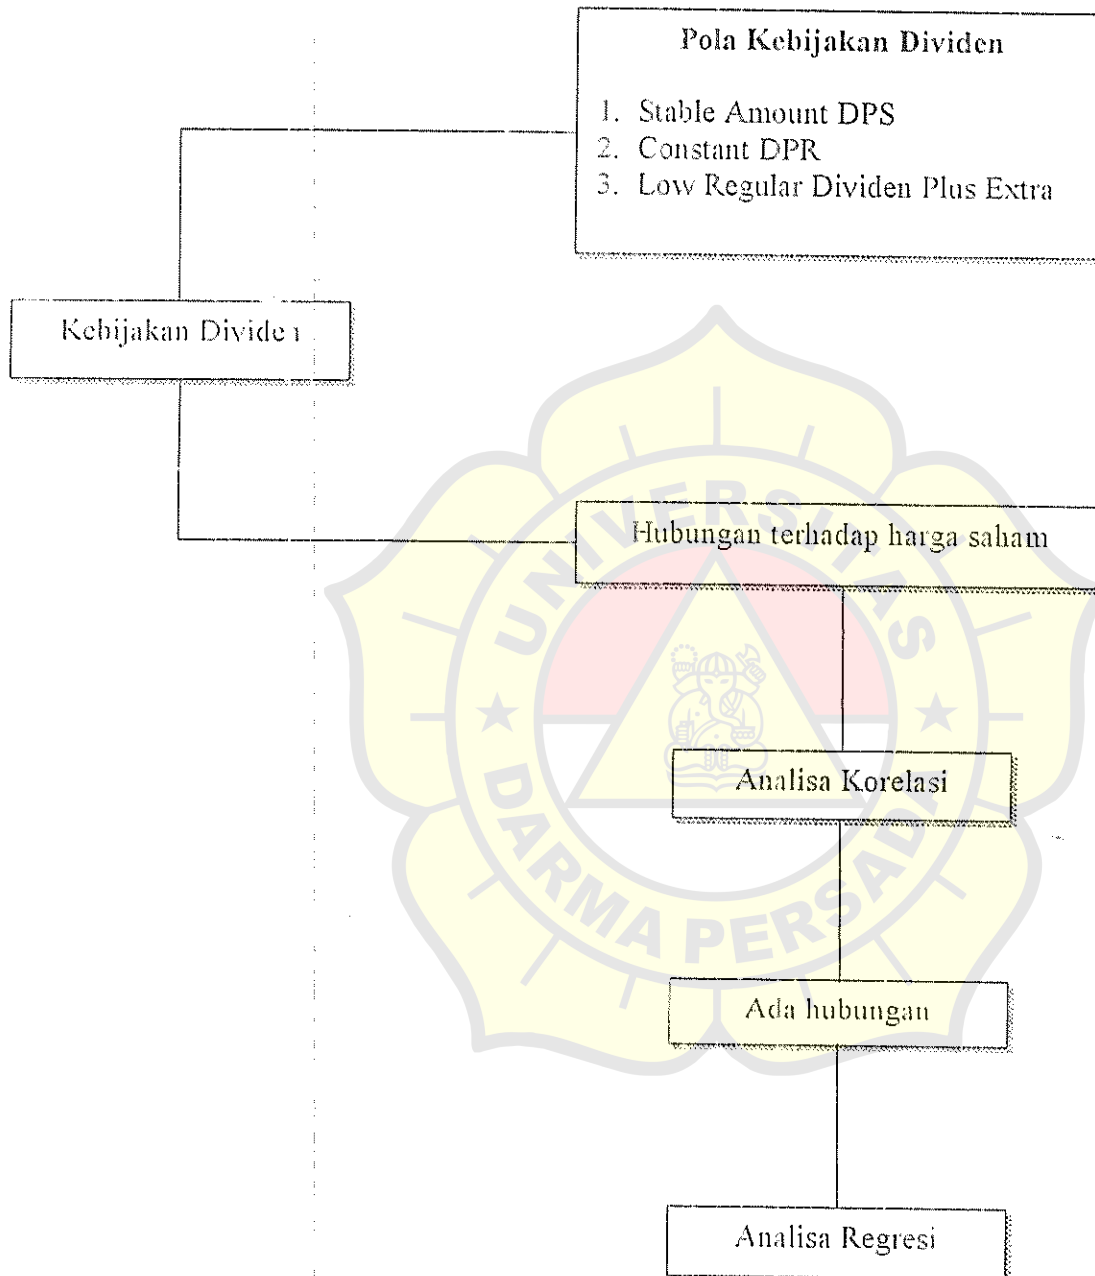 Pola Kebijakan Dividen
1. Stable Amount DPS
2. Constant DPR
3. Low Regular Dividen Plus Extra
Kebijakan Dividen
Hubungan terhadap harga saham
UNIVERSITAS
DARMA PERSADA
Analisa Korelasi
Ada hubungan
Analisa Regresi